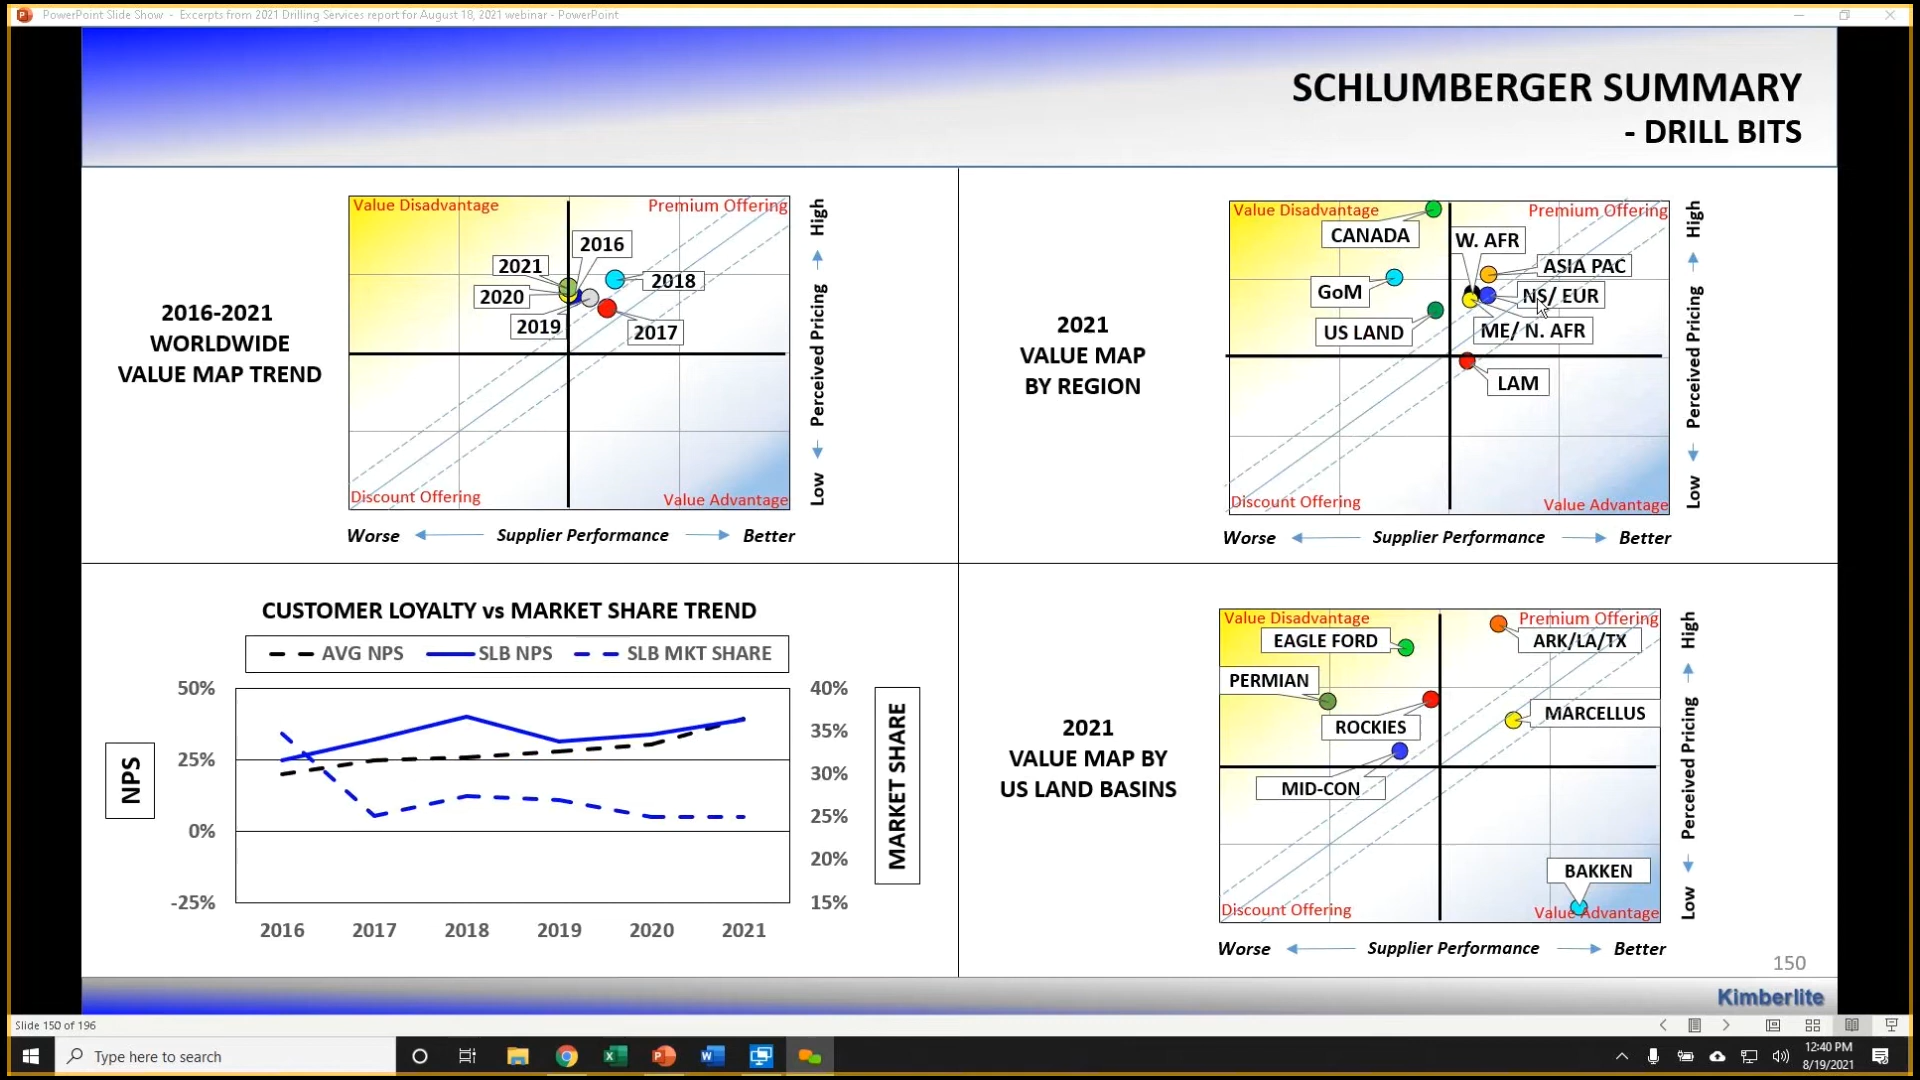 PowerPoint Slide Show - Excerpts from 2021 Drilling Services report for August 18, 2021 webinar - PowerPoint
SCHLUMBERGER SUMMARY
- DRILL BITS
2016-2021
WORLDWIDE
VALUE MAP TREND
Value Disadvantage
Premium Offering
2016
2021
2018
2020
2019
2017
Discount Offering
Value Advantage
Worse
Supplier Performance
Better
Low
Perceived Pricing
High
2021
VALUE MAP
BY REGION
Value Disadvantage
Premium Offering
CANADA
W. AFR
ASIA PAC
GoM
NS/ EUR
US LAND
ME/ N. AFR
LAM
Discount Offering
Value Advantage
Worse
Supplier Performance
Better
Low
Perceived Pricing
High
CUSTOMER LOYALTY vs MARKET SHARE TREND
AVG NPS
SLB NPS
SLB MKT SHARE
NPS
50%
25%
0%
-25%
40%
35%
30%
25%
20%
15%
MARKET SHARE
2016
2017
2018
2019
2020
2021
2021
VALUE MAP BY
US LAND BASINS
Value Disadvantage
Premium Offering
EAGLE FORD
ARK/LA/TX
PERMIAN
MARCELLUS
ROCKIES
MID-CON
BAKKEN
Discount Offering
Value Advantage
Worse
Supplier Performance
Better
Low
Perceived Pricing
High
150
Kimberlite
Slide 150 of 196
Type here to search
12:40 PM
8/19/2021